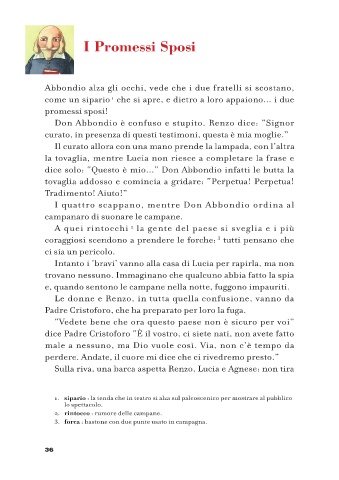 I Promessi Sposi
Abbondio alza gli occhi, vede che i due fratelli si scostano,
come un sipario ¹ che si apre, e dietro a loro appaiono... i due
promessi sposi!
Don Abbondio è confuso e stupito. Renzo dice: "Signor
curato, in presenza di questi testimoni, questa è mia moglie."
Il curato allora con una mano prende la lampada, con l'altra
la tovaglia, mentre Lucia non riesce a completare la frase e
dice solo: "Questo è mio..." Don Abbondio infatti le butta la
tovaglia addosso e comincia a gridare: "Perpetua! Perpetua!
Tradimento! Aiuto!"
I quattro scappano, mentre Don Abbondio ordina al
campanaro di suonare le campane.
A quei rintocchi ² la gente del paese si sveglia e i più
coraggiosi scendono a prendere le forche: ³ tutti pensano che
ci sia un pericolo.
Intanto i 'bravi' vanno alla casa di Lucia per rapirla, ma non
trovano nessuno. Immaginano che qualcuno abbia fatto la spia
e, quando sentono le campane nella notte, fuggono impauriti.
Le donne e Renzo, in tutta quella confusione, vanno da
Padre Cristoforo, che ha preparato per loro la fuga.
"Vedete bene che ora questo paese non è sicuro per voi"
dice Padre Cristoforo "È il vostro, ci siete nati, non avete fatto
male a nessuno, ma Dio vuole così. Via, non c'è tempo da
perdere. Andate, il cuore mi dice che ci rivedremo presto."
Sulla riva, una barca aspetta Renzo, Lucia e Agnese: non tira
1. sipario : la tenda che in teatro si alza sul palcoscenico per mostrare al pubblico
lo spettacolo.
2. rintocco : rumore delle campane.
3. forca : bastone con due punte usato in campagna.
36